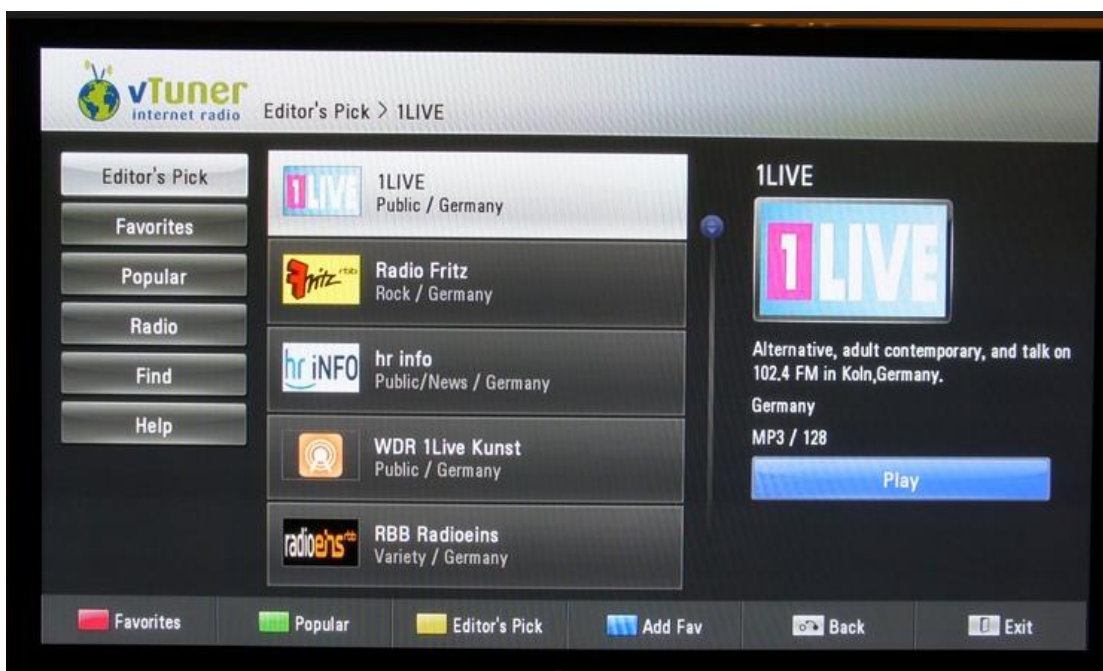 vTuner
internet radio
Editor's Pick > 1LIVE
Editor's Pick
Favorites
Popular
Radio
Find
Help
1LIVE
1LIVE
Public / Germany
Fritz rbb
Radio Fritz
Rock / Germany
hr iNFO
hr info
Public/News / Germany
WDR 1Live Kunst
Public / Germany
radioeins rbb
RBB Radioeins
Variety / Germany
1LIVE
1LIVE
Alternative, adult contemporary, and talk on
102.4 FM in Koln,Germany.
Germany
MP3 / 128
Play
Favorites
Popular
Editor's Pick
Add Fav
Back
Exit